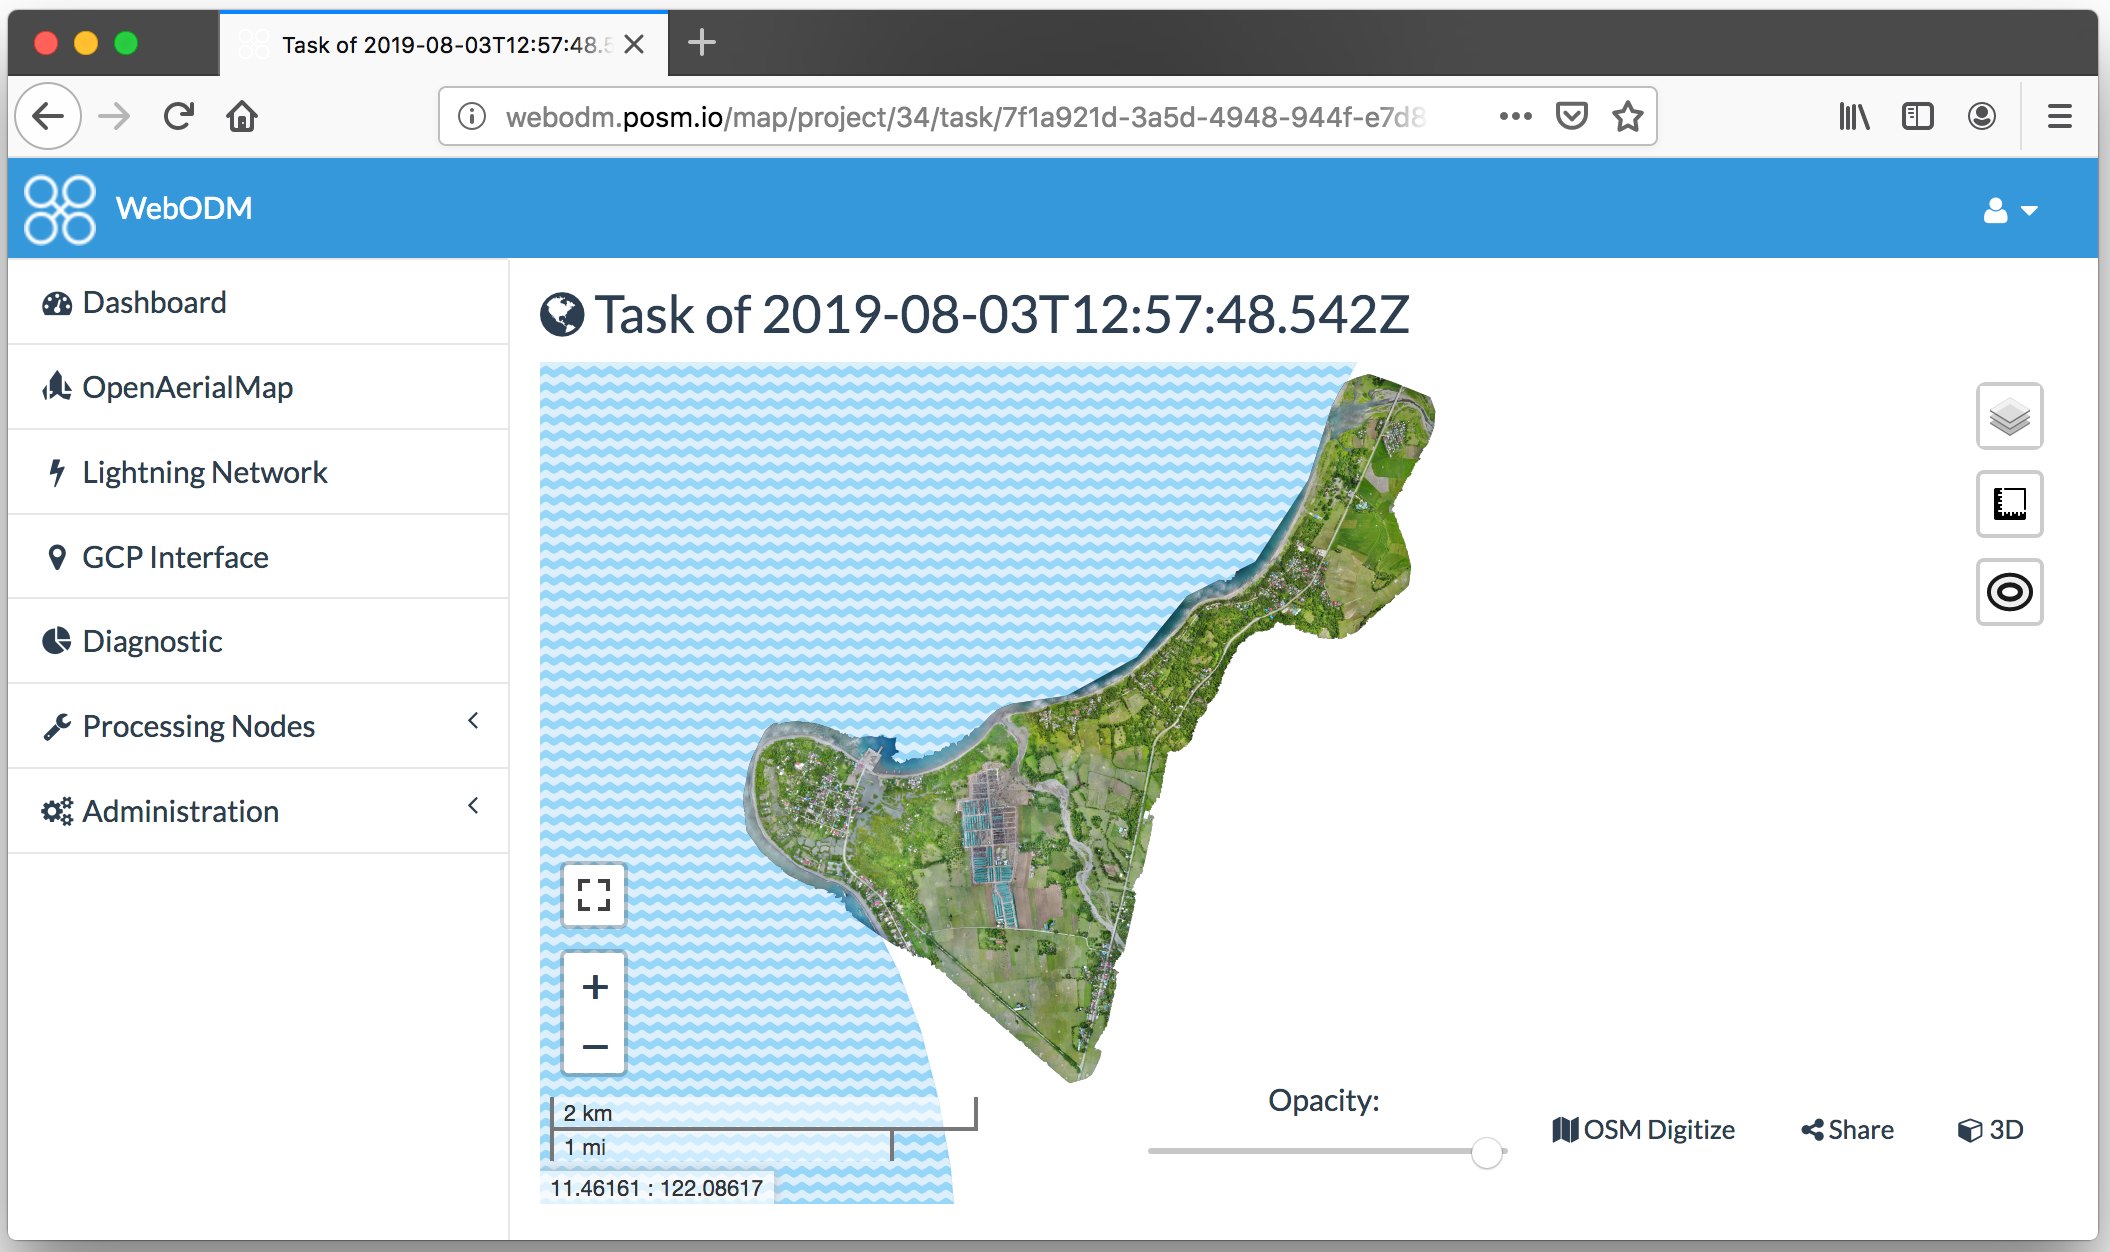 Task of 2019-08-03T12:57:48.5
webodm.posm.io/map/project/34/task/7f1a921d-3a5d-4948-944f-e7d8
WebODM
Dashboard
OpenAerialMap
Lightning Network
GCP Interface
Diagnostic
Processing Nodes
Administration
Task of 2019-08-03T12:57:48.542Z
+
−
2 km
1 mi
11.46161 : 122.08617
Opacity:
OSM Digitize
Share
3D